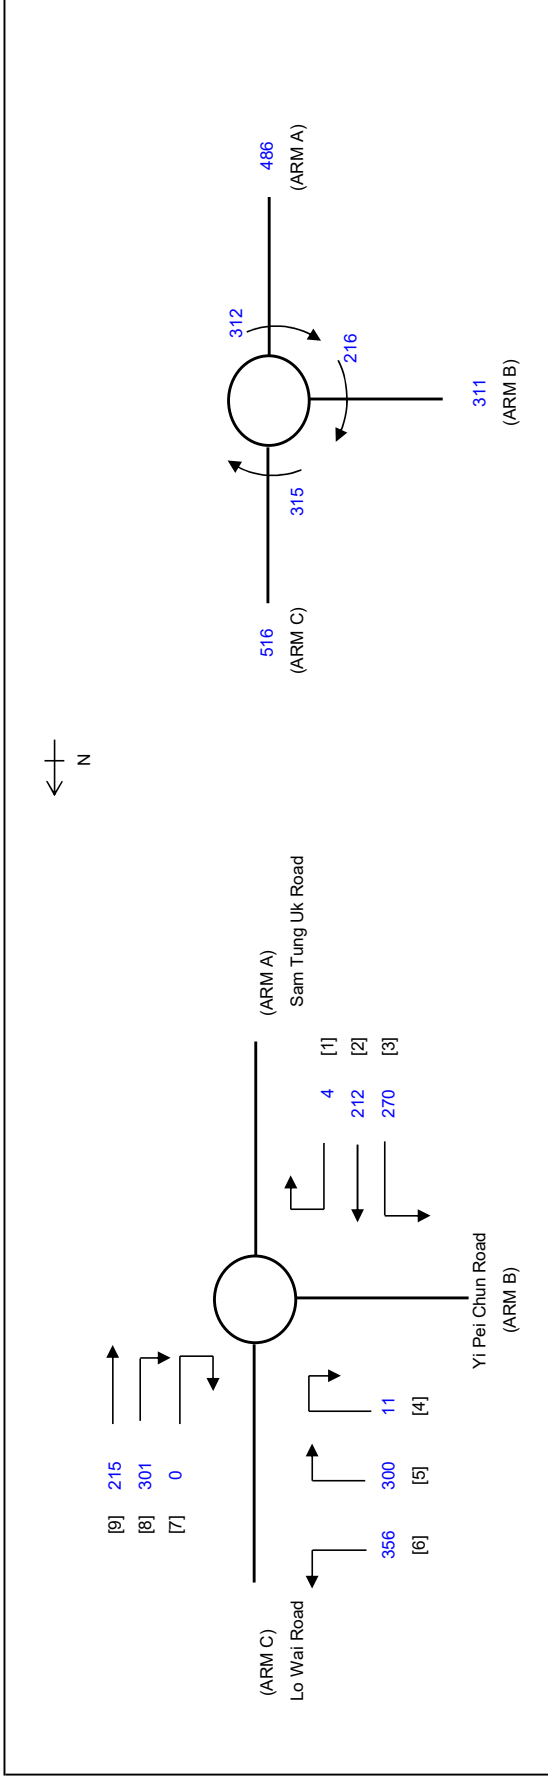 [9] 215
[8] 301
[7] 0
(ARM C)
Lo Wai Road
(ARM A)
Sam Tung Uk Road
4 [1]
212 [2]
270 [3]
356
[6]
300
[5]
11
[4]
Yi Pei Chun Road
(ARM B)
N
312
516
(ARM C)
486
(ARM A)
315
216
311
(ARM B)